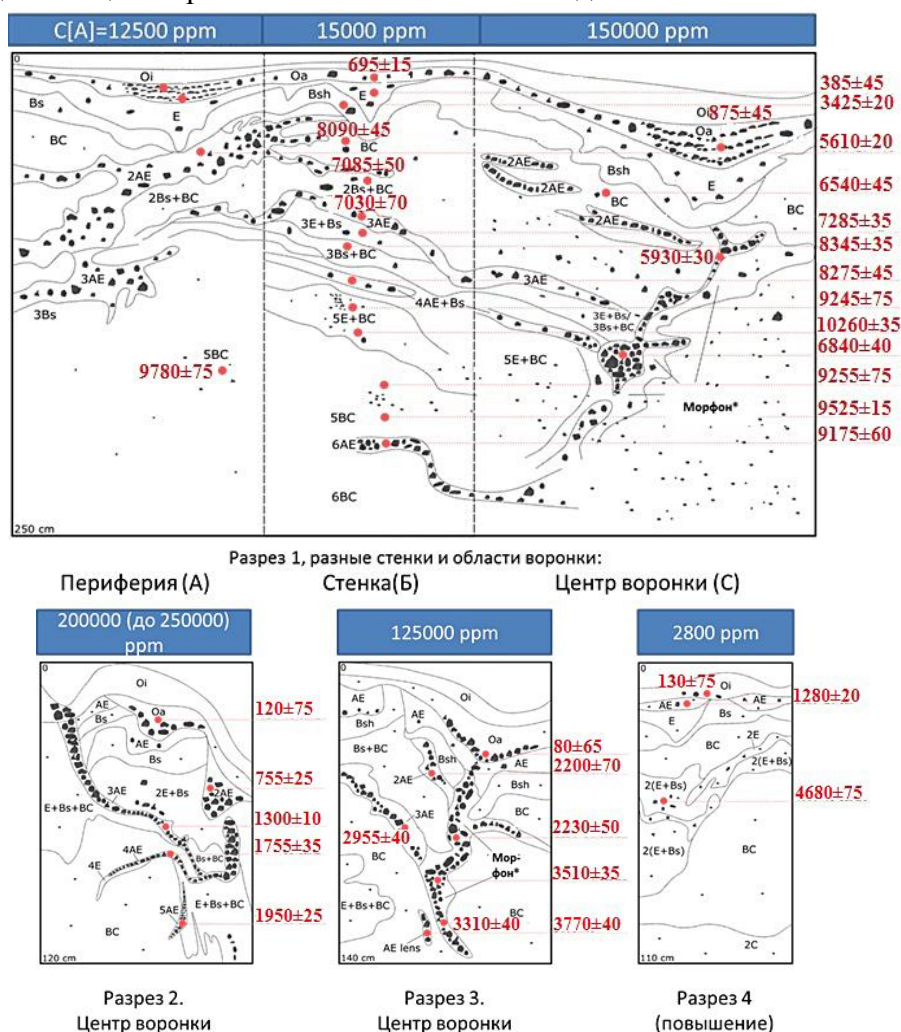 C[A]=12500 ppm
15000 ppm
150000 ppm
0
Oi
Oa
695±15
385±45
Bs
E
Bsh
E
3425±20
Oi
875±45
Oa
BC
8090±45
BC
5610±20
2AE
7085±50
2AE
Bsh
E
2Bs+BC
2Bs+BC
2AE
BC
6540±45
7030±70
BC
3E+Bs
3AE
2AE
7285±35
3Bs+BC
5930±30
8345±35
3AE
3AE
8275±45
4AE+Bs
3Bs
3E+Bs/
3Bs+BC
9245±75
5E+BC
10260±35
5BC
5E+BC
6840±40
9780±75
9255±75
Морфон*
5BC
9525±15
6AE
9175±60
6BC
250 cm
Разрез 1, разные стенки и области воронки:
Периферия (А)
Стенка(Б)
Центр воронки (С)
200000 (до 250000)
ppm
125000 ppm
2800 ppm
0
AE
Oa
Bs
120±75
AE
Bs
755±25
3AE
2E+Bs
2AE
E+Bs+BC
1300±10
4AE
Bs+BC
1755±35
4E
5AE
E+Bs+BC
1950±25
BC
120 cm
0
Oi
AE
AE
Bsh
Oa
80±65
Bs+BC
AE
Bsh
2200±70
2AE
Bsh
3AE
BC
2230±50
2955±40
BC
Мор-
фон*
3510±35
E+Bs+BC
3310±40
BC
3770±40
AE lens
140 cm
0
130±75
Oi
1280±20
AE
E
Bs
BC
2E
2(E+Bs)
2(E+Bs)
4680±75
2(E+Bs)
BC
2C
110 cm
Разрез 2.
Центр воронки
Разрез 3.
Центр воронки
Разрез 4
(повышение)